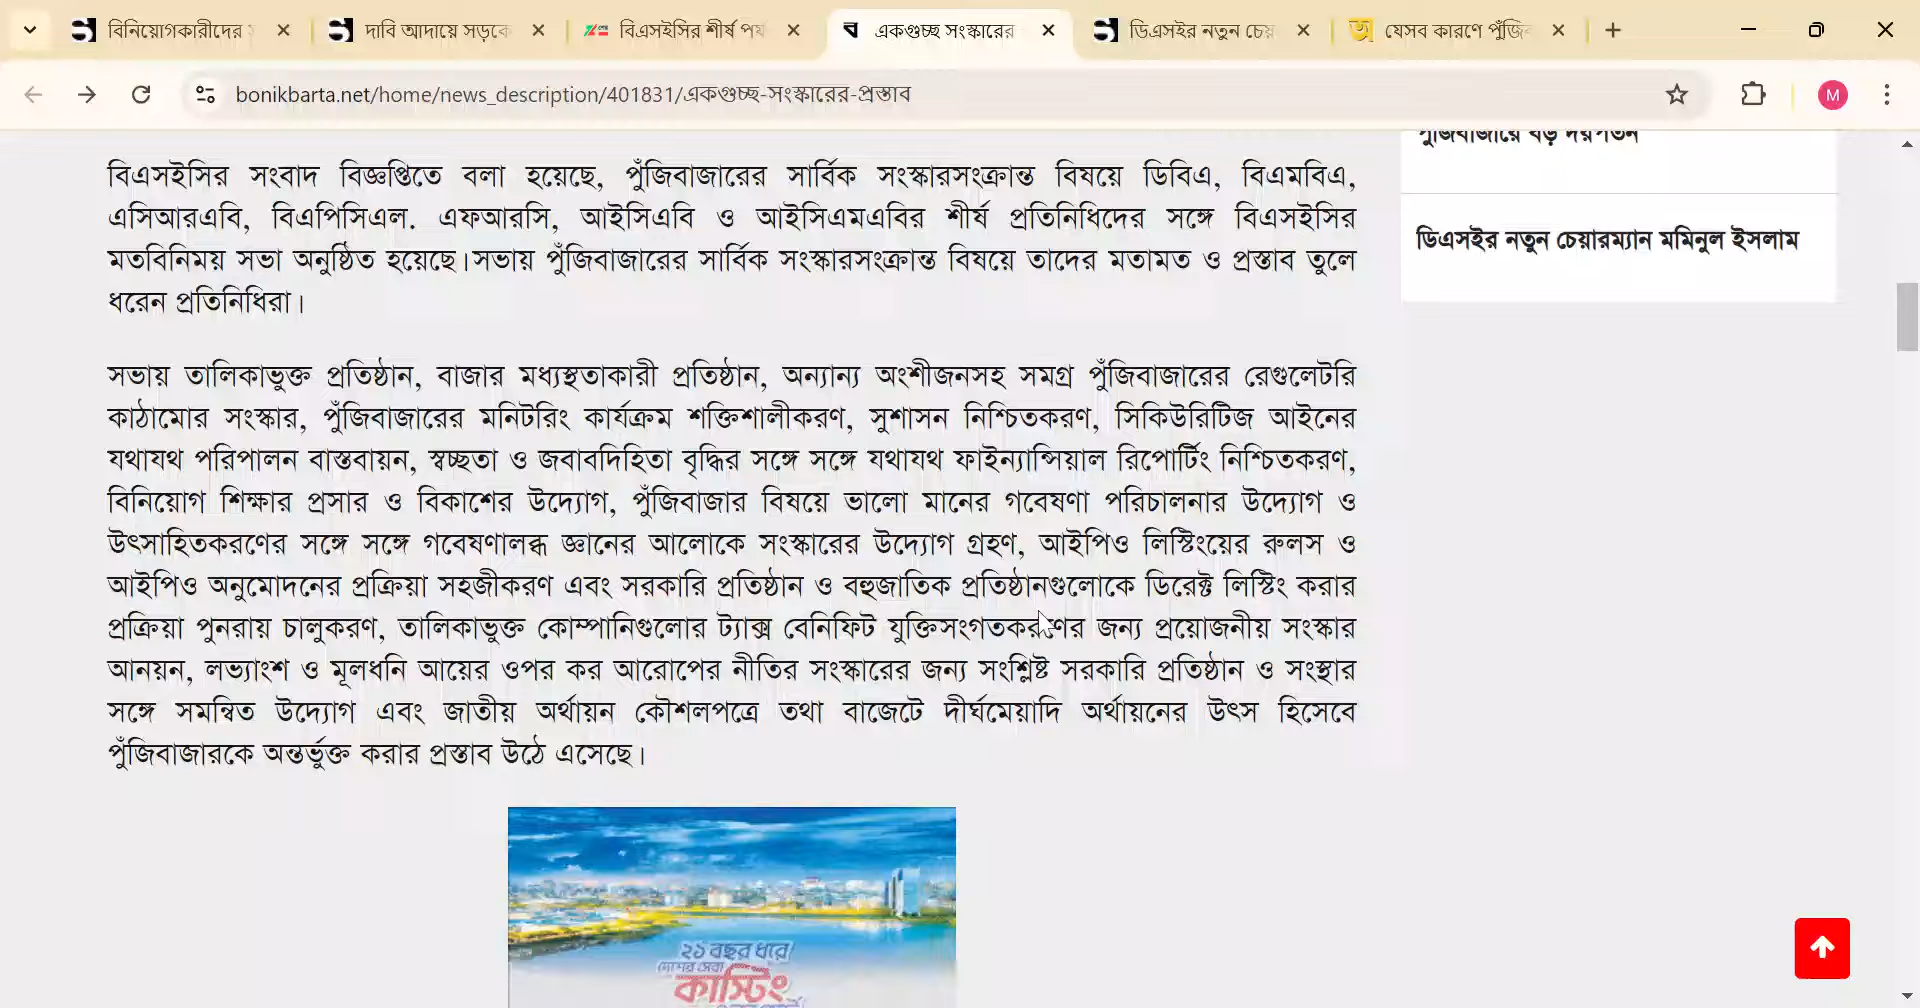 বিনিয়োগকারীদের
দাবি আদায়ে সড়কে
বিএসইসির শীর্ষ পর্য
একগুচ্ছ সংস্কারের
ডিএসইর নতুন চেয়
যেসব কারণে পুঁজিব
bonikbarta.net/home/news_description/401831/একগুচ্ছ-সংস্কারের-প্রস্তাব
M
পুঁজিবাজারে বড় দরপতন
ডিএসইর নতুন চেয়ারম্যান মমিনুল ইসলাম
বিএসইসির সংবাদ বিজ্ঞপ্তিতে বলা হয়েছে, পুঁজিবাজারের সার্বিক সংস্কারসংক্রান্ত বিষয়ে ডিবিএ, বিএমবিএ,
এসিআরএবি, বিএপিসিএল. এফআরসি, আইসিএবি ও আইসিএমএবির শীর্ষ প্রতিনিধিদের সঙ্গে বিএসইসির
মতবিনিময় সভা অনুষ্ঠিত হয়েছে।সভায় পুঁজিবাজারের সার্বিক সংস্কারসংক্রান্ত বিষয়ে তাদের মতামত ও প্রস্তাব তুলে
ধরেন প্রতিনিধিরা।
সভায় তালিকাভুক্ত প্রতিষ্ঠান, বাজার মধ্যস্থতাকারী প্রতিষ্ঠান, অন্যান্য অংশীজনসহ সমগ্র পুঁজিবাজারের রেগুলেটরি
কাঠামোর সংস্কার, পুঁজিবাজারের মনিটরিং কার্যক্রম শক্তিশালীকরণ, সুশাসন নিশ্চিতকরণ, সিকিউরিটিজ আইনের
যথাযথ পরিপালন বাস্তবায়ন, স্বচ্ছতা ও জবাবদিহিতা বৃদ্ধির সঙ্গে সঙ্গে যথাযথ ফাইন্যান্সিয়াল রিপোর্টিং নিশ্চিতকরণ,
বিনিয়োগ শিক্ষার প্রসার ও বিকাশের উদ্যোগ, পুঁজিবাজার বিষয়ে ভালো মানের গবেষণা পরিচালনার উদ্যোগ ও
উৎসাহিতকরণের সঙ্গে সঙ্গে গবেষণালব্ধ জ্ঞানের আলোকে সংস্কারের উদ্যোগ গ্রহণ, আইপিও লিস্টিংয়ের রুলস ও
আইপিও অনুমোদনের প্রক্রিয়া সহজীকরণ এবং সরকারি প্রতিষ্ঠান ও বহুজাতিক প্রতিষ্ঠানগুলোকে ডিরেক্ট লিস্টিং করার
প্রক্রিয়া পুনরায় চালুকরণ, তালিকাভুক্ত কোম্পানিগুলোর ট্যাক্স বেনিফিট যুক্তিসংগতকরণের জন্য প্রয়োজনীয় সংস্কার
আনয়ন, লভ্যাংশ ও মূলধনি আয়ের ওপর কর আরোপের নীতির সংস্কারের জন্য সংশ্লিষ্ট সরকারি প্রতিষ্ঠান ও সংস্থার
সঙ্গে সমন্বিত উদ্যোগ এবং জাতীয় অর্থায়ন কৌশলপত্রে তথা বাজেটে দীর্ঘমেয়াদি অর্থায়নের উৎস হিসেবে
পুঁজিবাজারকে অন্তর্ভুক্ত করার প্রস্তাব উঠে এসেছে।
২১ বছর ধরে
দেশের সেরা
কাস্টিং